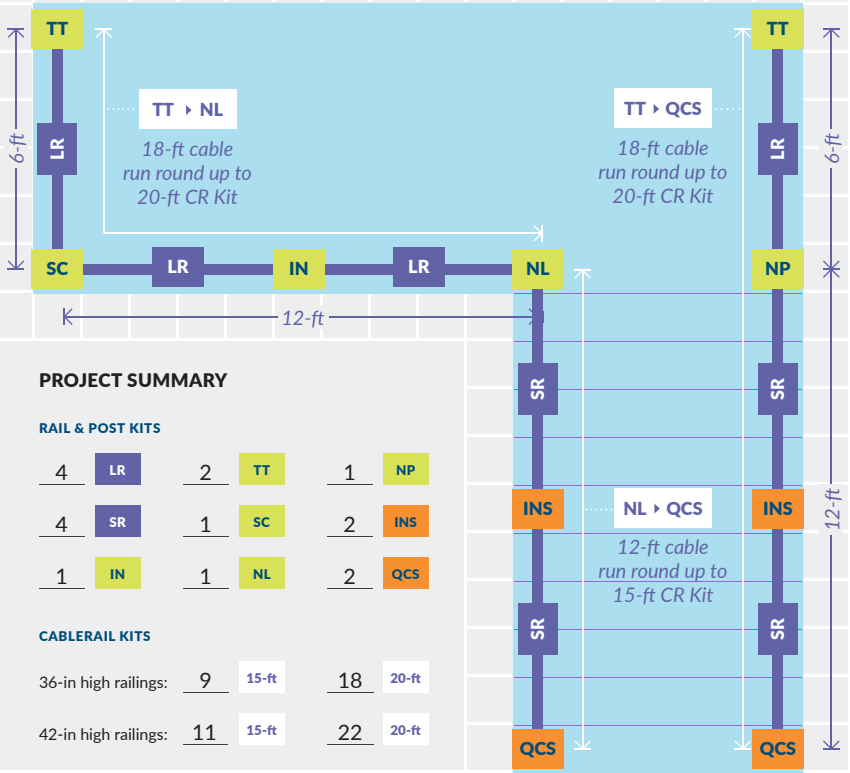 TT
TT
6-ft
LR
TT ▸ NL
18-ft cable
run round up to
20-ft CR Kit
TT ▸ QCS
18-ft cable
run round up to
20-ft CR Kit
LR
6-ft
SC
LR
IN
LR
NL
NP
12-ft
SR
SR
INS
NL ▸ QCS
12-ft cable
run round up to
15-ft CR Kit
INS
12-ft
SR
SR
QCS
QCS
PROJECT SUMMARY
RAIL & POST KITS
4 LR 2 TT 1 NP
4 SR 1 SC 2 INS
1 IN 1 NL 2 QCS
CABLERAIL KITS
36-in high railings: 9 15-ft 18 20-ft
42-in high railings: 11 15-ft 22 20-ft